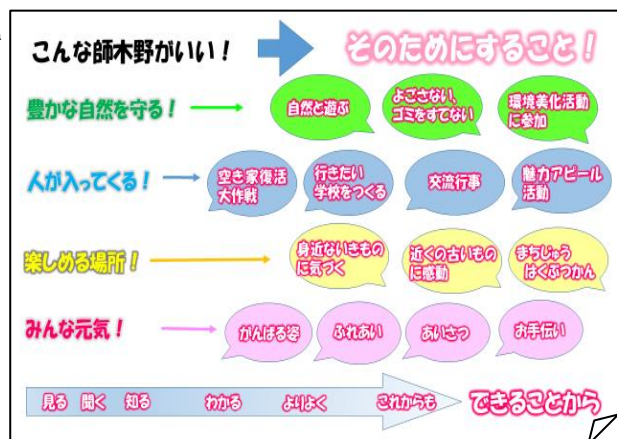 こんな師木野がいい！
そのためにすること！
豊かな自然を守る！
自然と遊ぶ
よごさない、
ゴミをすてない
環境美化活動
に参加
人が入ってくる！
空き家復活
大作戦
行きたい
学校をつくる
交流行事
魅力アピール
活動
楽しめる場所！
身近ないきもの
に気づく
近くの古いもの
に感動
まちじゅう
はくぶつかん
みんな元気！
がんばる姿
ふれあい
あいさつ
お手伝い
見る 聞く 知る わかる よりよく これからも できることから